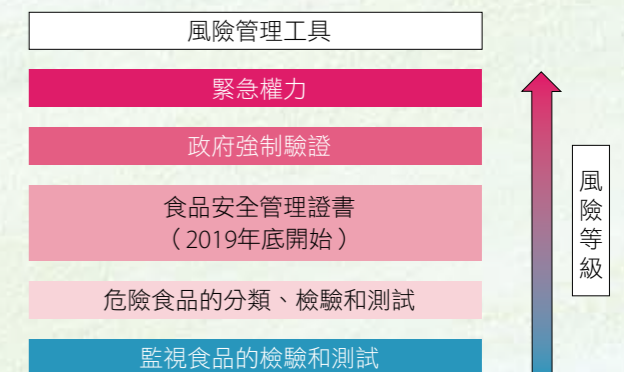 風險管理工具
緊急權力
政府強制驗證
食品安全管理證書
（2019年底開始）
危險食品的分類、檢驗和測試
監視食品的檢驗和測試
風險等級